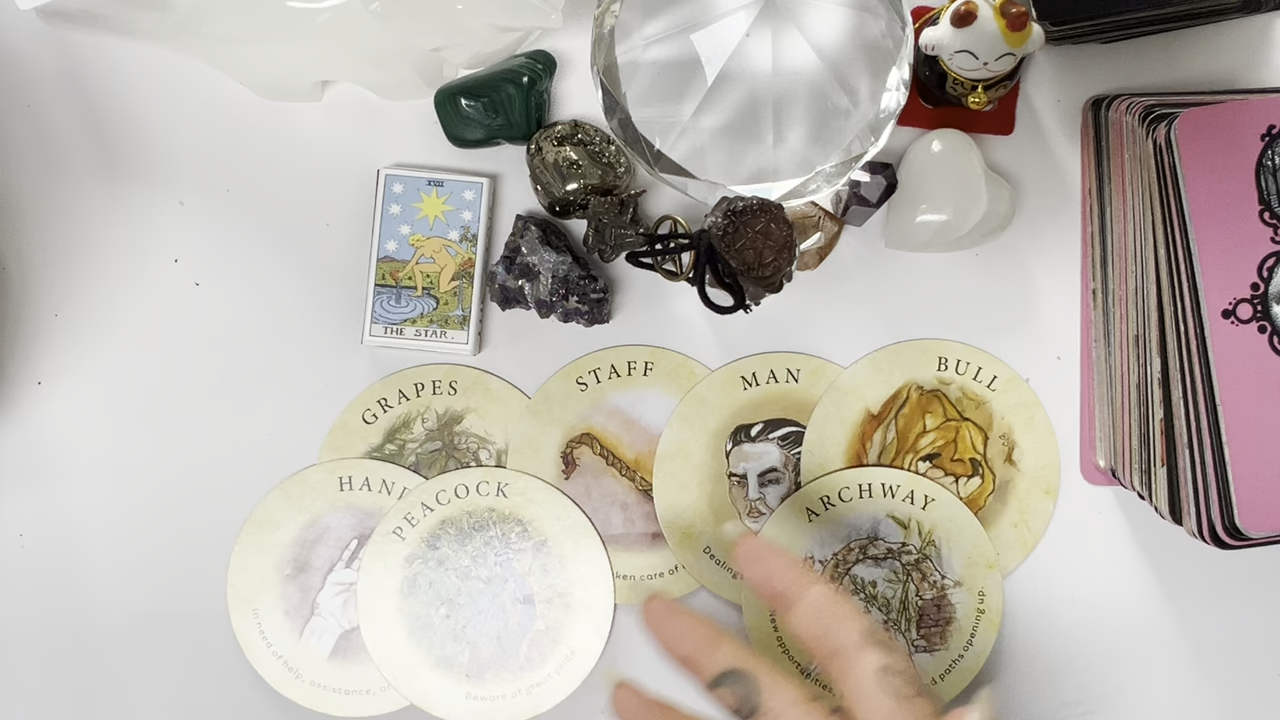 XVII
THE STAR.
GRAPES
STAFF
ken care of
MAN
Dealing
BULL
HAND
In need of help, assistance,
PEACOCK
Beware of great pride
ARCHWAY
New opportunities,
d paths opening up.